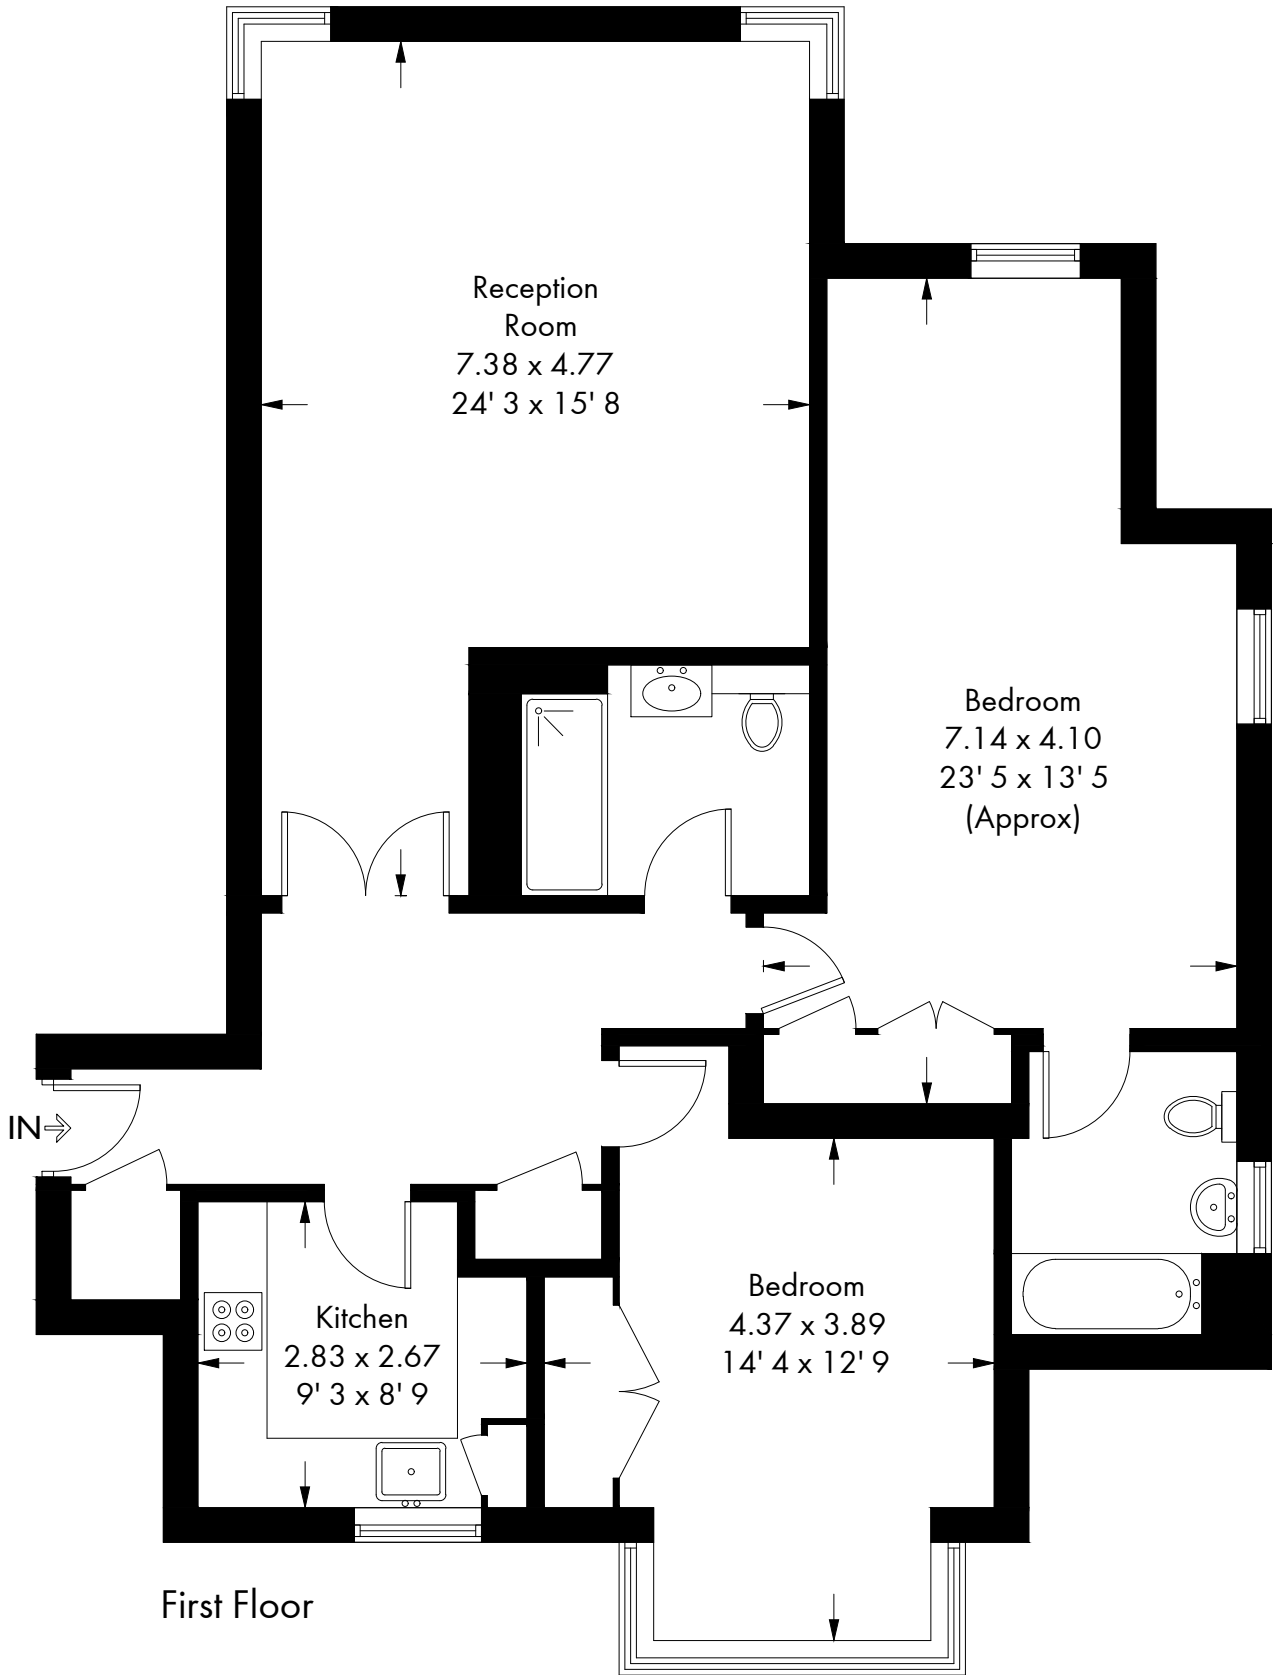 Reception
Room
7.38 x 4.77
24' 3 x 15' 8
Bedroom
7.14 x 4.10
23' 5 x 13' 5
(Approx)
IN
Kitchen
2.83 x 2.67
9' 3 x 8' 9
Bedroom
4.37 x 3.89
14' 4 x 12' 9
First Floor